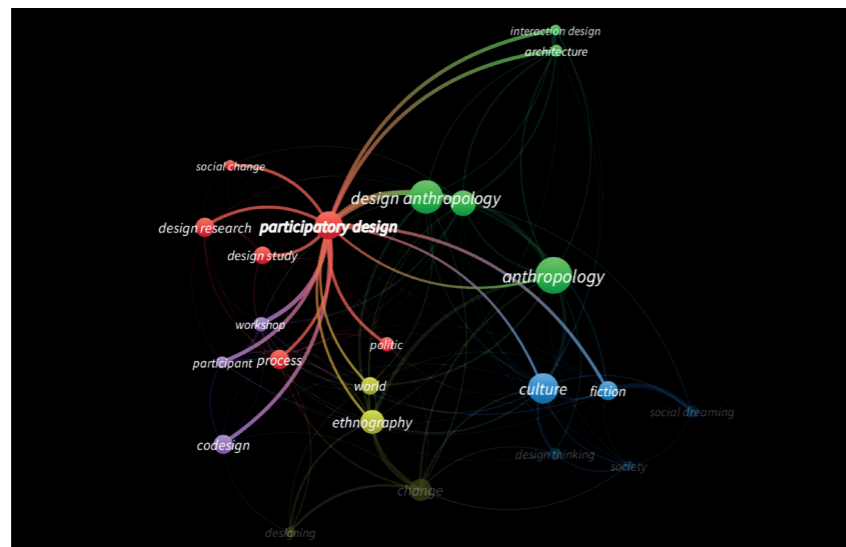 interaction design
architecture
social change
design anthropology
design research
participatory design
design study
anthropology
workshop
politic
participant
process
world
culture
fiction
social dreaming
ethnography
codesign
design thinking
society
change
designing